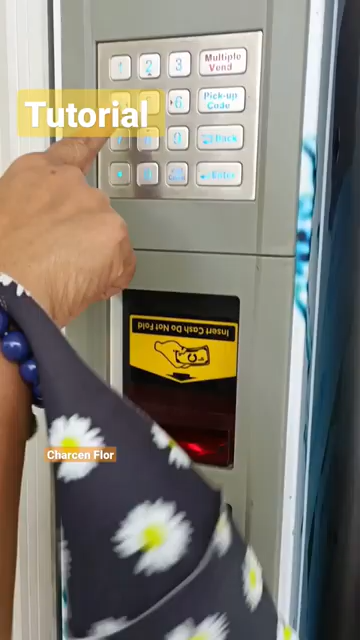 1 2 3 Multiple
Vend
6 Pick-up
Code
Tutorial
Back
Enter
Insert Cash Do Not Fold
Charcen Flor